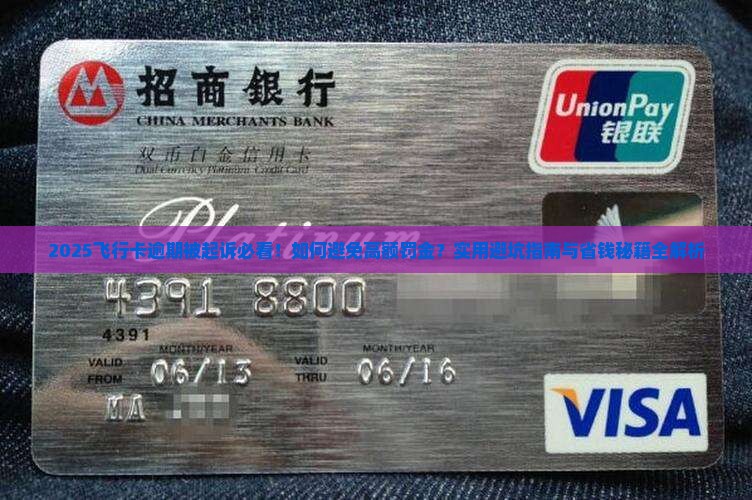 招商銀行
CHINA MERCHANTS BANK
双币白金信用卡
Dual Currency Platinum Credit Card
UnionPay
银联
Platinum
2025飞行卡逾期被起诉必看!如何避免高额罚金?实用避坑指南与省钱秘籍全解析
4391 8800
4391
MONTH/YEAR
MONTH/YEAR
VALID FROM
06/13
VALID THRU
06/16
MA
VISA